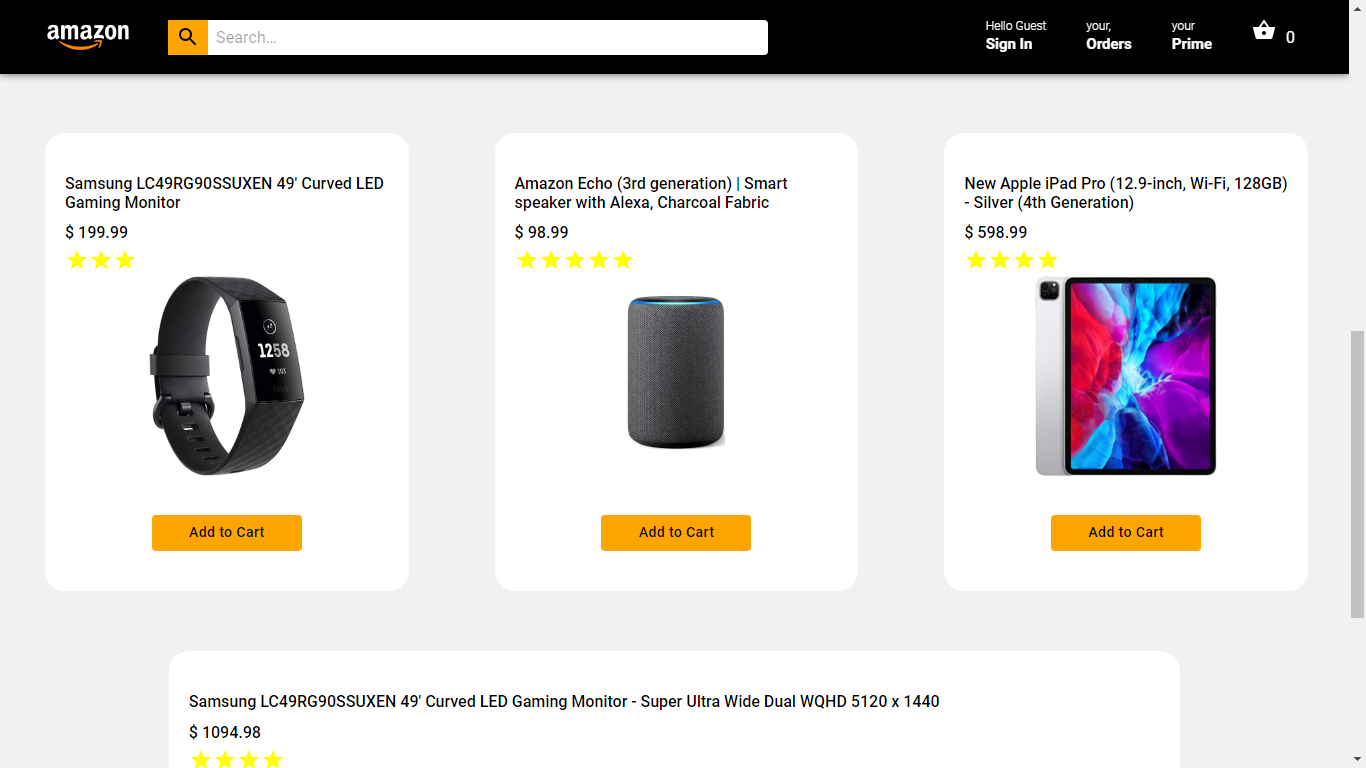 amazon
Search...
Hello Guest
Sign In
your,
Orders
your
Prime
0
Samsung LC49RG90SSUXEN 49' Curved LED
Gaming Monitor
$ 199.99
1258
103
Add to Cart
Amazon Echo (3rd generation) | Smart
speaker with Alexa, Charcoal Fabric
$ 98.99
Add to Cart
New Apple iPad Pro (12.9-inch, Wi-Fi, 128GB)
- Silver (4th Generation)
$ 598.99
Add to Cart
Samsung LC49RG90SSUXEN 49' Curved LED Gaming Monitor - Super Ultra Wide Dual WQHD 5120 x 1440
$ 1094.98